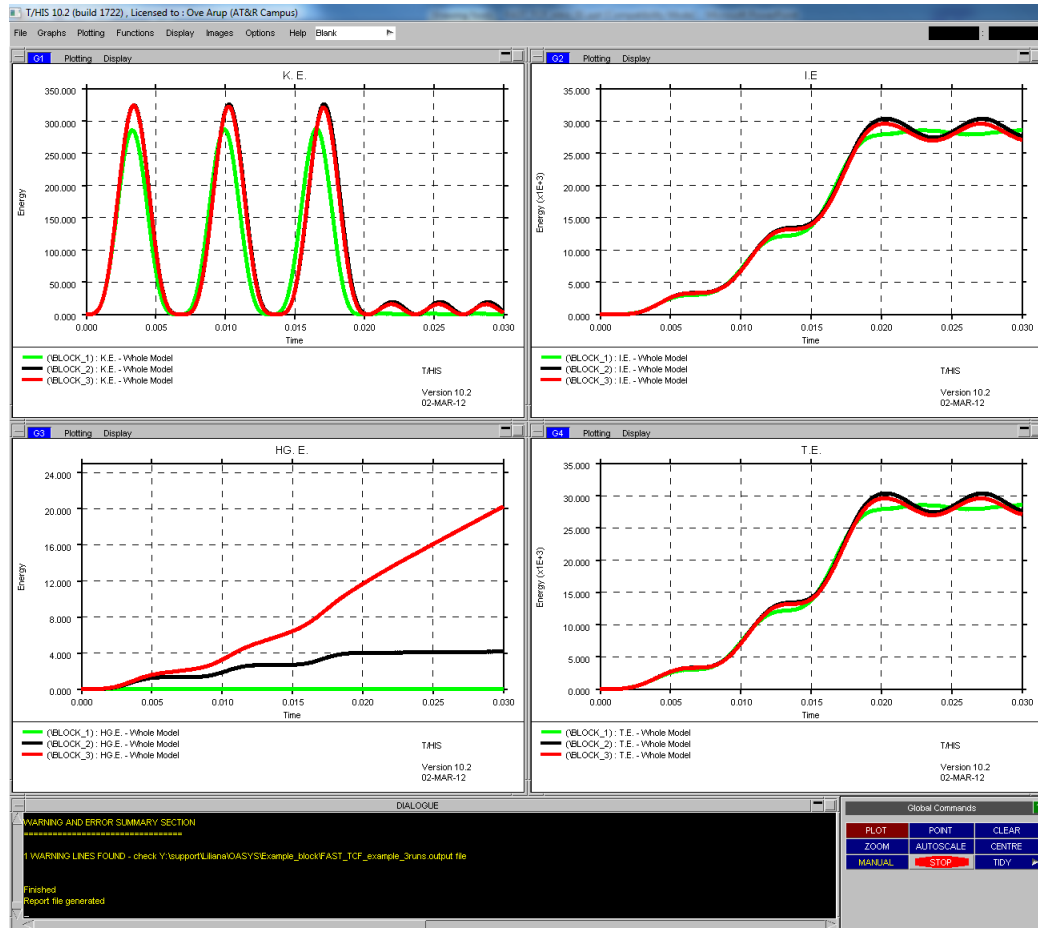 T/HIS 10.2 (build 1722) , Licensed to : Ove Arup (AT&R Campus)
File Graphs Plotting Functions Display Images Options Help Blank
:
G1 Plotting Display
K. E.
350.000
300.000
250.000
200.000
150.000
100.000
50.000
0.000
Energy
0.000 0.005 0.010 0.015 0.020 0.025 0.030
Time
(\BLOCK_1) : K.E. - Whole Model
(\BLOCK_2) : K.E. - Whole Model
(\BLOCK_3) : K.E. - Whole Model
T/HIS
Version 10.2
02-MAR-12
G2 Plotting Display
I.E
35.000
30.000
25.000
20.000
15.000
10.000
5.000
0.000
Energy (x1E+3)
0.000 0.005 0.010 0.015 0.020 0.025 0.030
Time
(\BLOCK_1) : I.E. - Whole Model
(\BLOCK_2) : I.E. - Whole Model
(\BLOCK_3) : I.E. - Whole Model
T/HIS
Version 10.2
02-MAR-12
G3 Plotting Display
HG. E.
24.000
20.000
16.000
12.000
8.000
4.000
0.000
Energy
0.000 0.005 0.010 0.015 0.020 0.025 0.030
Time
(\BLOCK_1) : HG.E. - Whole Model
(\BLOCK_2) : HG.E. - Whole Model
(\BLOCK_3) : HG.E. - Whole Model
T/HIS
Version 10.2
02-MAR-12
G4 Plotting Display
T.E.
35.000
30.000
25.000
20.000
15.000
10.000
5.000
0.000
Energy (x1E+3)
0.000 0.005 0.010 0.015 0.020 0.025 0.030
Time
(\BLOCK_1) : T.E. - Whole Model
(\BLOCK_2) : T.E. - Whole Model
(\BLOCK_3) : T.E. - Whole Model
T/HIS
Version 10.2
02-MAR-12
DIALOGUE
WARNING AND ERROR SUMMARY SECTION
=================================
1 WARNING LINES FOUND - check Y:\support\Liliana\OASYS\Example_block\FAST_TCF_example_3runs.output file
Finished
Report file generated
Global Commands
PLOT POINT CLEAR
ZOOM AUTOSCALE CENTRE
MANUAL STOP TIDY